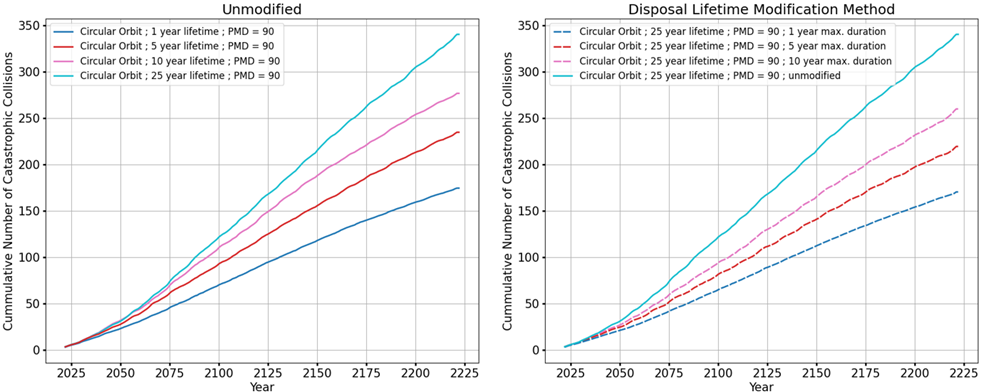 Unmodified
Cummulative Number of Catastrophic Collisions
350
300
250
200
150
100
50
0
Circular Orbit ; 1 year lifetime ; PMD = 90
Circular Orbit ; 5 year lifetime ; PMD = 90
Circular Orbit ; 10 year lifetime ; PMD = 90
Circular Orbit ; 25 year lifetime ; PMD = 90
2025 2050 2075 2100 2125 2150 2175 2200 2225
Year
Disposal Lifetime Modification Method
Cummulative Number of Catastrophic Collisions
350
300
250
200
150
100
50
0
Circular Orbit ; 25 year lifetime ; PMD = 90 ; 1 year max. duration
Circular Orbit ; 25 year lifetime ; PMD = 90 ; 5 year max. duration
Circular Orbit ; 25 year lifetime ; PMD = 90 ; 10 year max. duration
Circular Orbit ; 25 year lifetime ; PMD = 90 ; unmodified
2025 2050 2075 2100 2125 2150 2175 2200 2225
Year